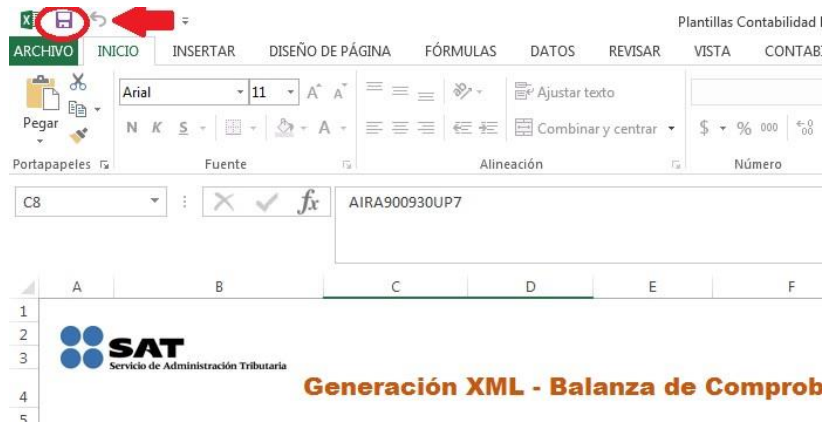 Plantillas Contabilidad
ARCHIVO INICIO INSERTAR DISEÑO DE PÁGINA FÓRMULAS DATOS REVISAR VISTA CONTAB
Arial 11 A A Ajustar texto
Pegar N K S A Combinar y centrar $ % 000
Portapapeles Fuente Alineación Número
C8 fx AIRA900930UP7
A B C D E F
1
2
3 SAT
Servicio de Administración Tributaria
4 Generación XML - Balanza de Comprob
5